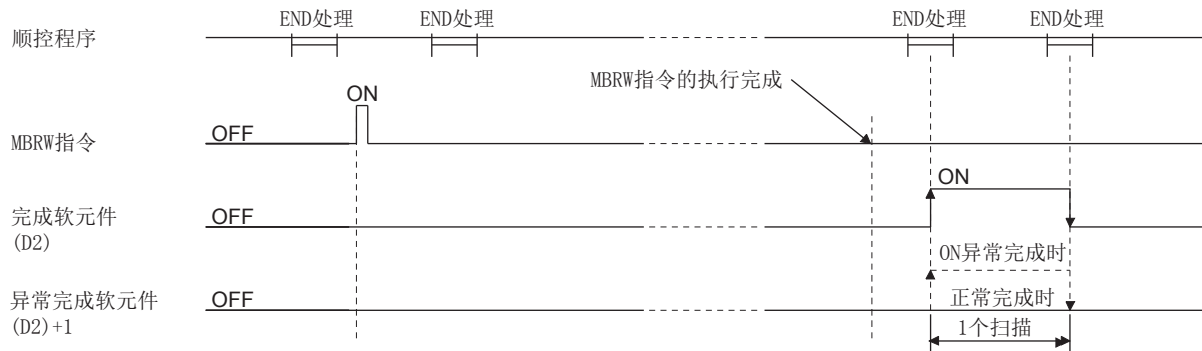 END处理 END处理 END处理 END处理
顺控程序
MBRW指令的执行完成
ON
MBRW指令 OFF
ON
完成软元件 OFF
(D2)
ON异常完成时
异常完成软元件 OFF 正常完成时
(D2)+1 1个扫描